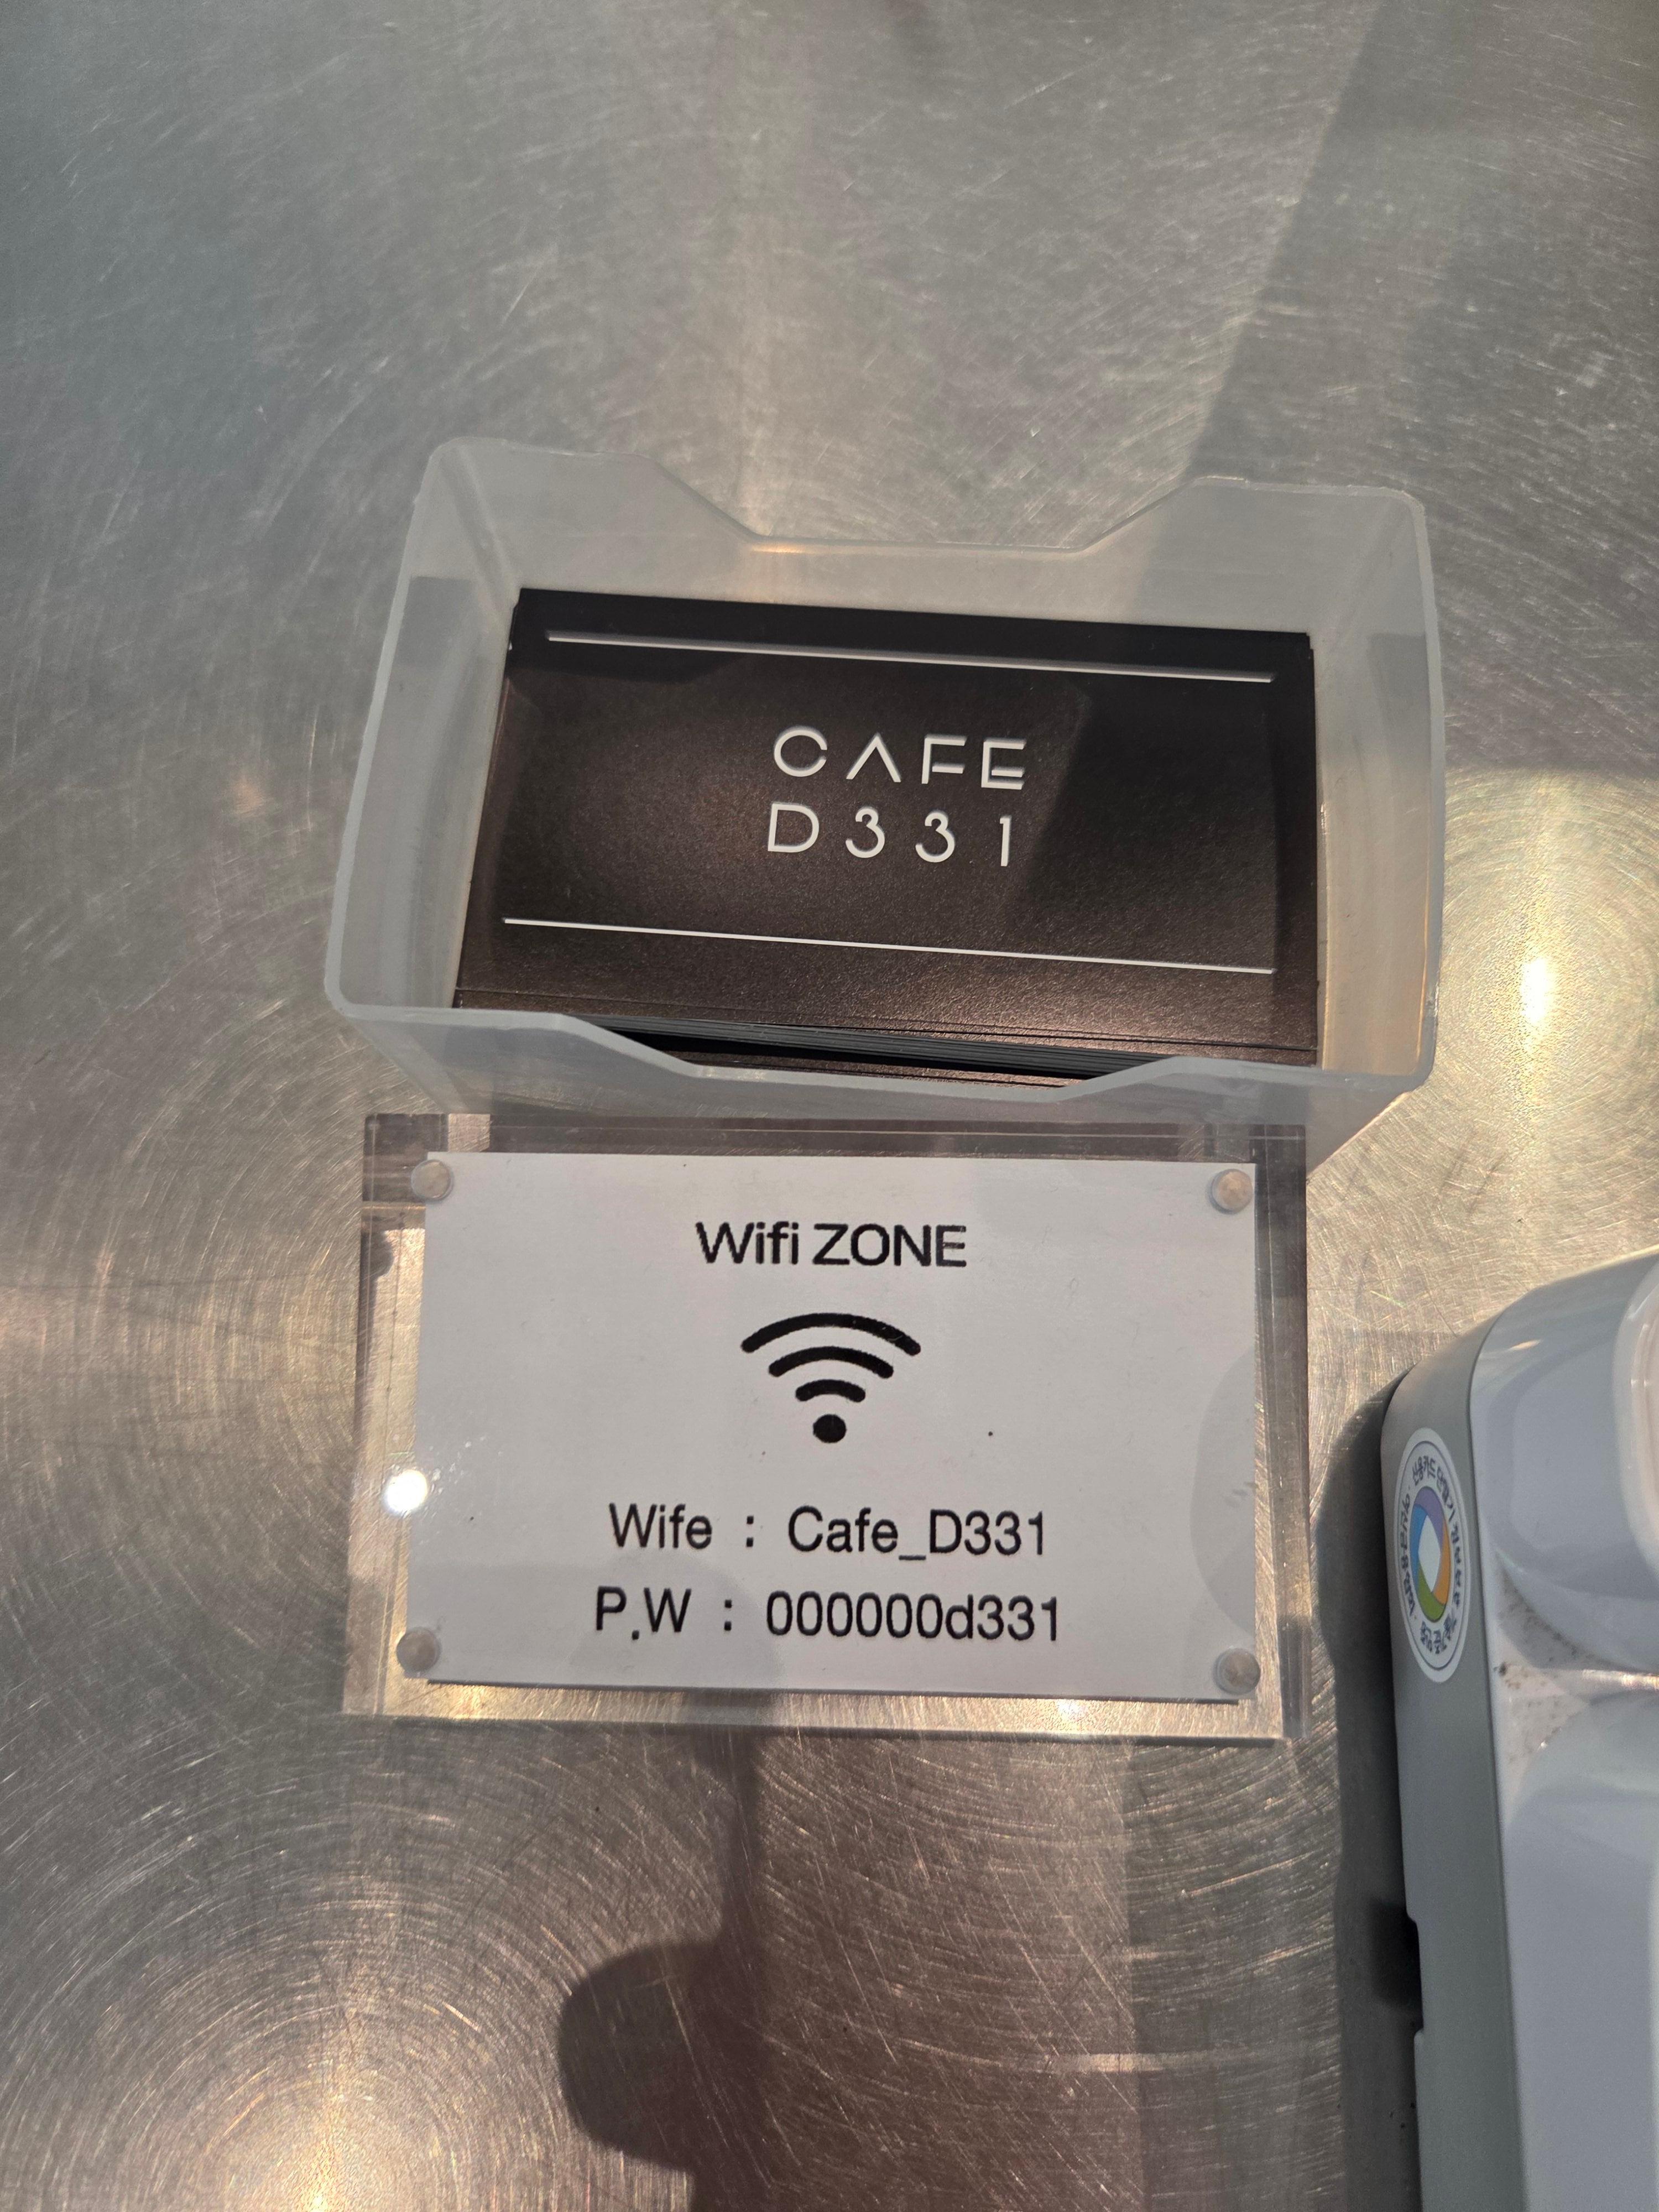 CAFE
D331
Wifi ZONE
Wife : Cafe_D331
P.W : 000000d331